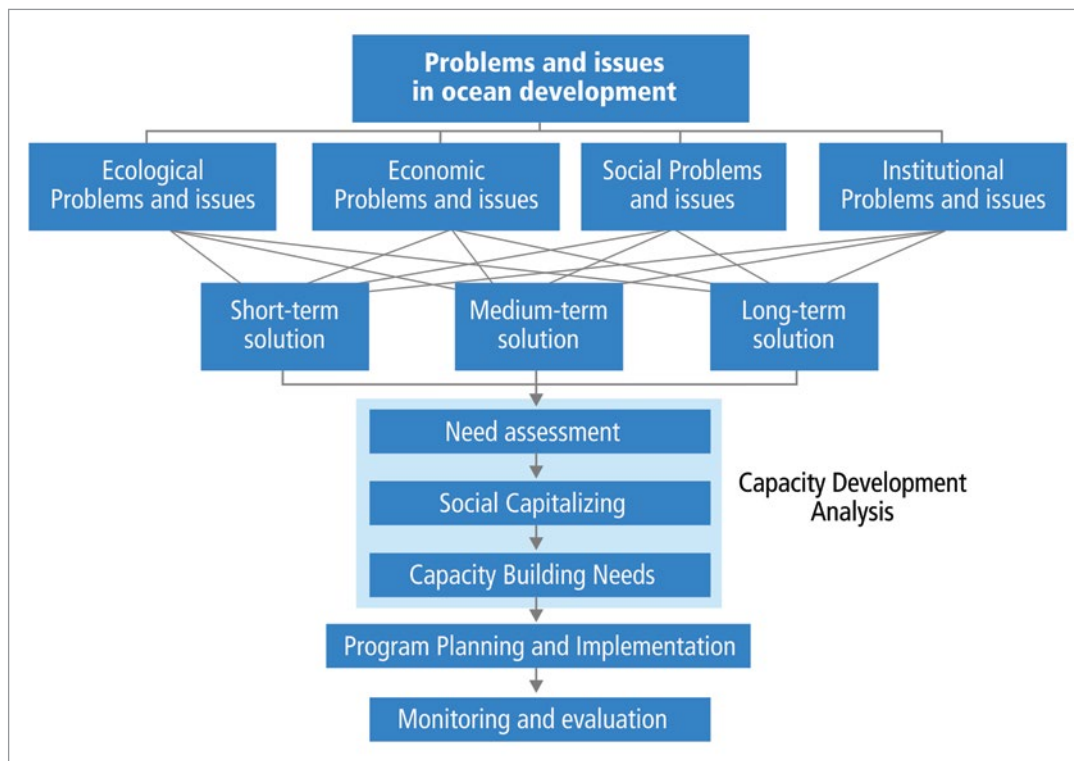 Problems and issues
in ocean development
Ecological
Problems and issues
Economic
Problems and issues
Social Problems
and issues
Institutional
Problems and issues
Short-term
solution
Medium-term
solution
Long-term
solution
Need assessment
Social Capitalizing
Capacity Building Needs
Capacity Development
Analysis
Program Planning and Implementation
Monitoring and evaluation